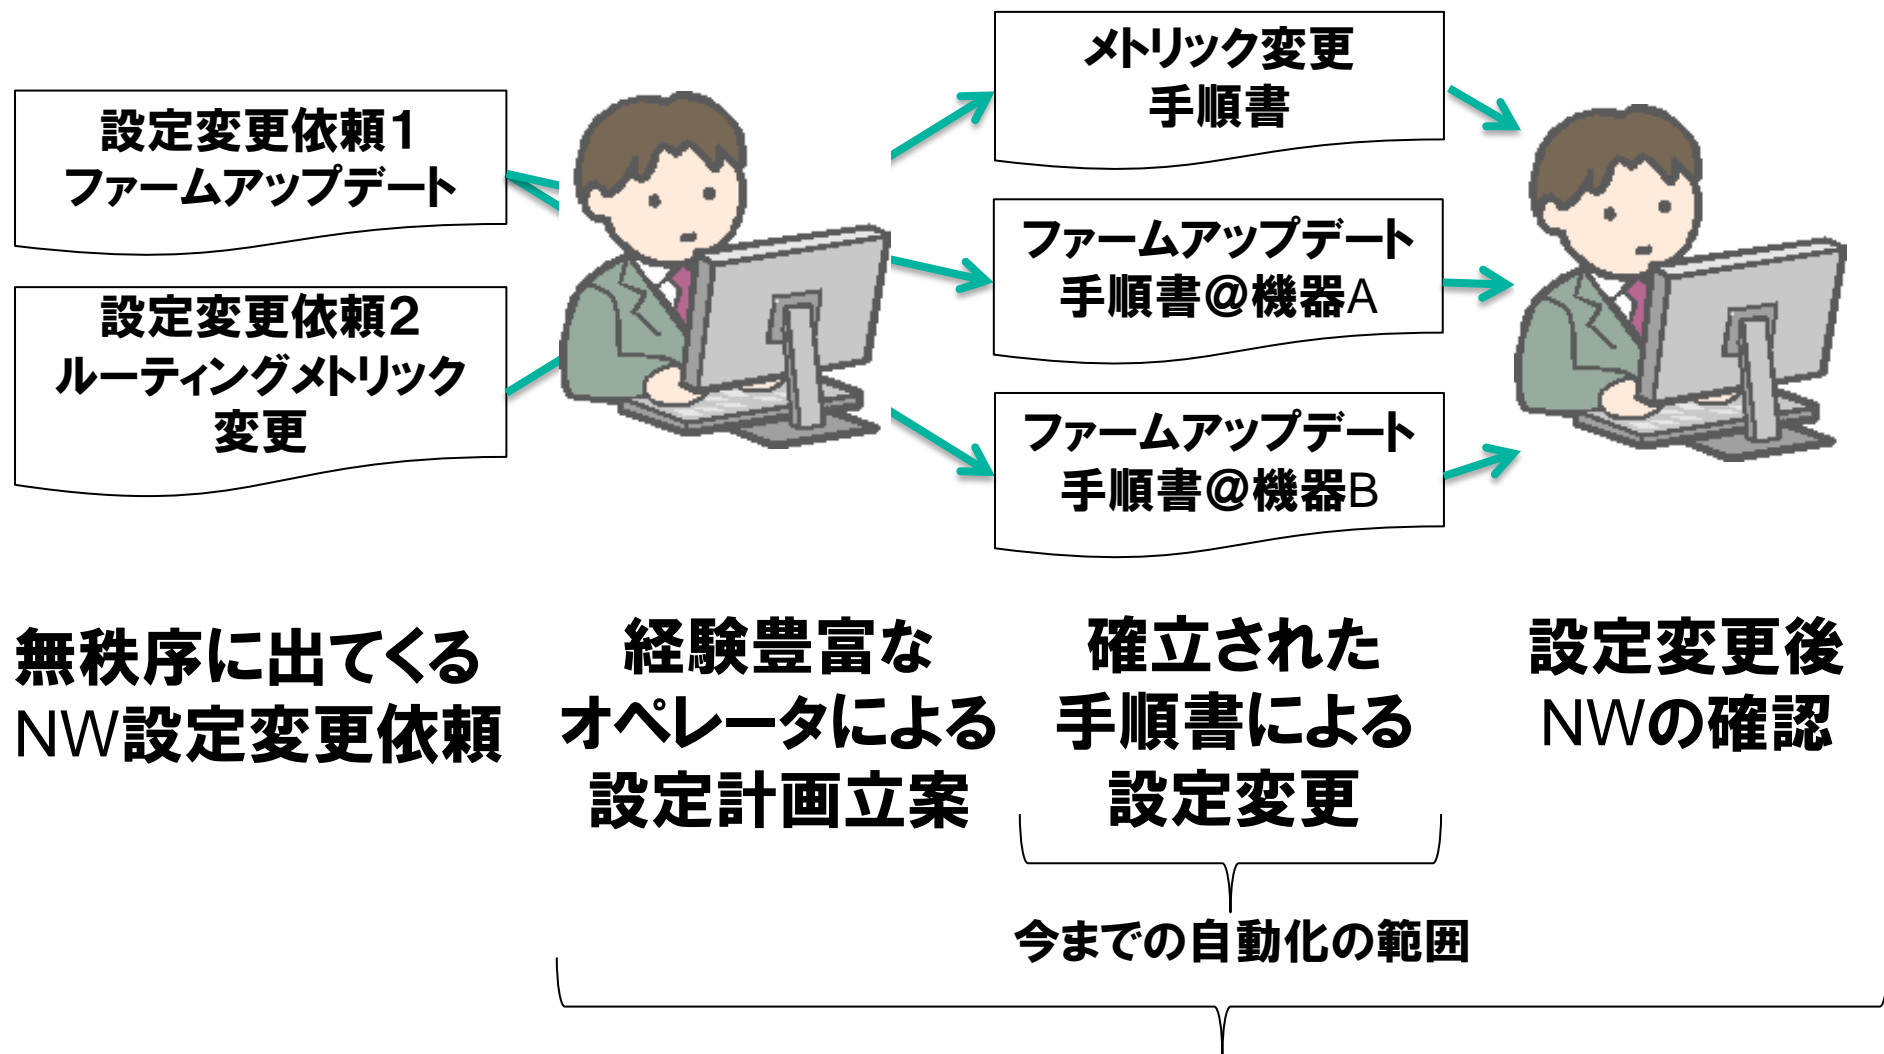 設定変更依頼１
ファームアップデート
設定変更依頼２
ルーティングメトリック
変更
メトリック変更
手順書
ファームアップデート
手順書＠機器A
ファームアップデート
手順書＠機器B
無秩序に出てくる
NW設定変更依頼
経験豊富な
オペレータによる
設定計画立案
確立された
手順書による
設定変更
設定変更後
NWの確認
今までの自動化の範囲